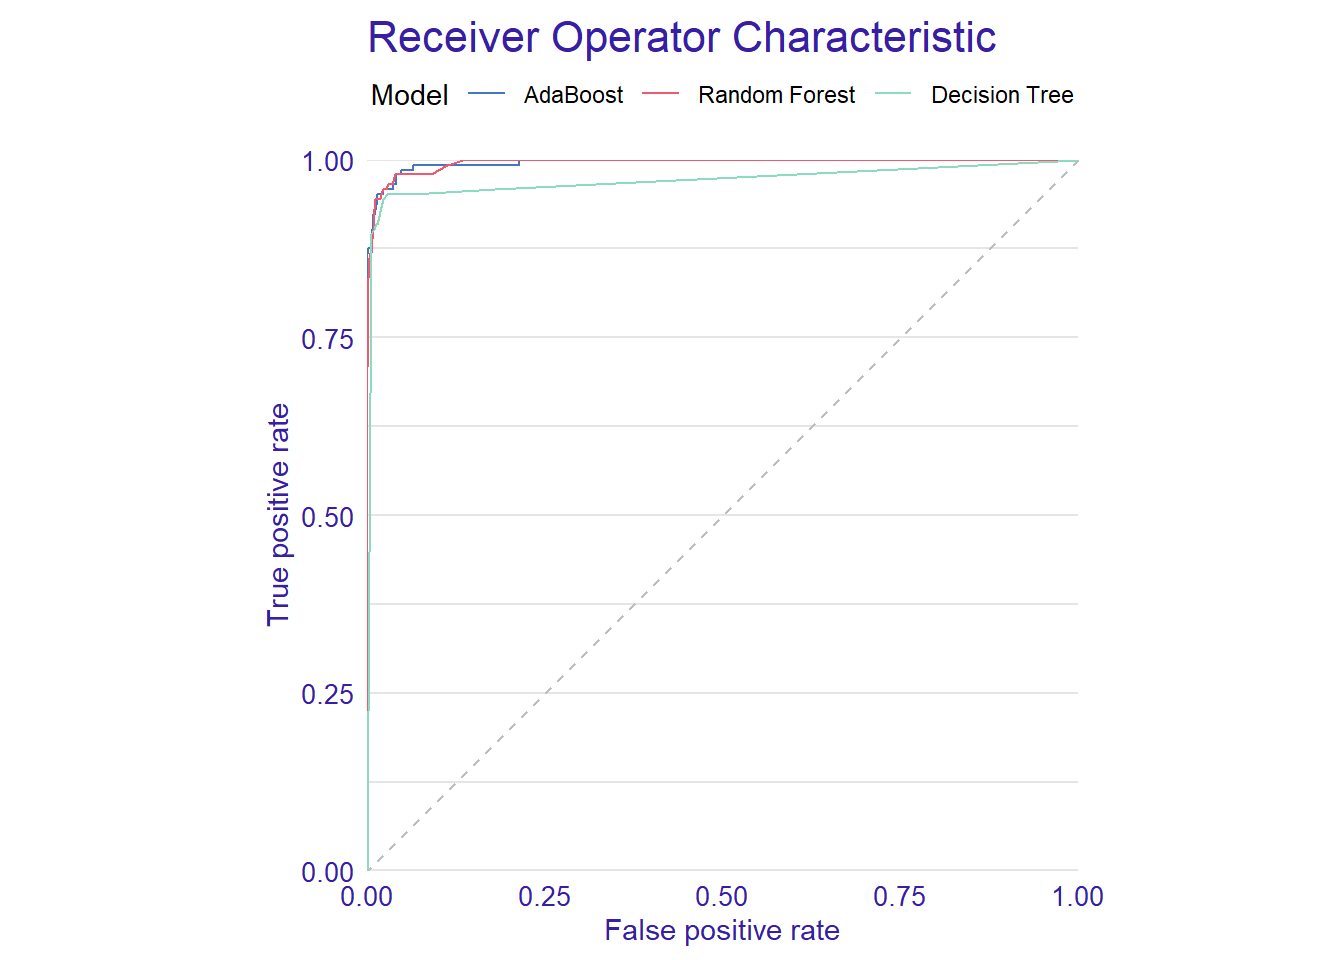 Receiver Operator Characteristic
Model AdaBoost Random Forest Decision Tree
1.00
0.75
0.50
0.25
0.00
True positive rate
0.00 0.25 0.50 0.75 1.00
False positive rate